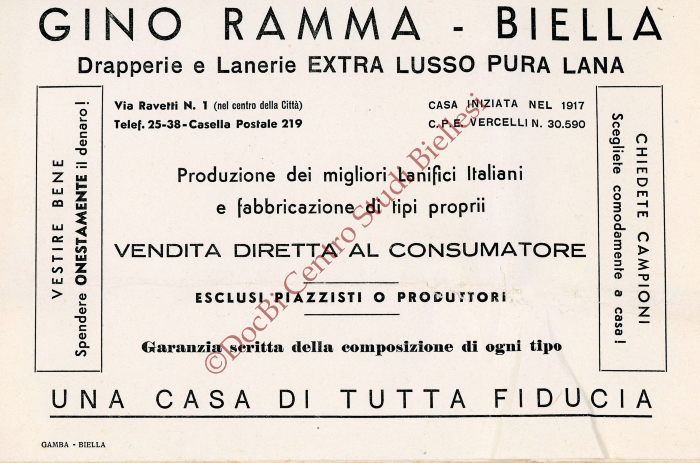 GINO RAMMA - BIELLA
Drapperie e Lanerie EXTRA LUSSO PURA LANA
VESTIRE BENE
Spendere ONESTAMENTE il denaro!
Via Ravetti N. 1 (nel centro della Città)
Telef. 25-38 - Casella Postale 219
CASA INIZIATA NEL 1917
C.P.E. VERCELLI N. 30.590
Produzione dei migliori Lanifici Italiani
e fabbricazione di tipi proprii
VENDITA DIRETTA AL CONSUMATORE
ESCLUSI PIAZZISTI O PRODUTTORI
Garanzia scritta della composizione di ogni tipo
CHIEDETE CAMPIONI
Scegliete comodamente a casa!
UNA CASA DI TUTTA FIDUCIA
GAMBA - BIELLA
©DocBi Centro Studi Biellesi